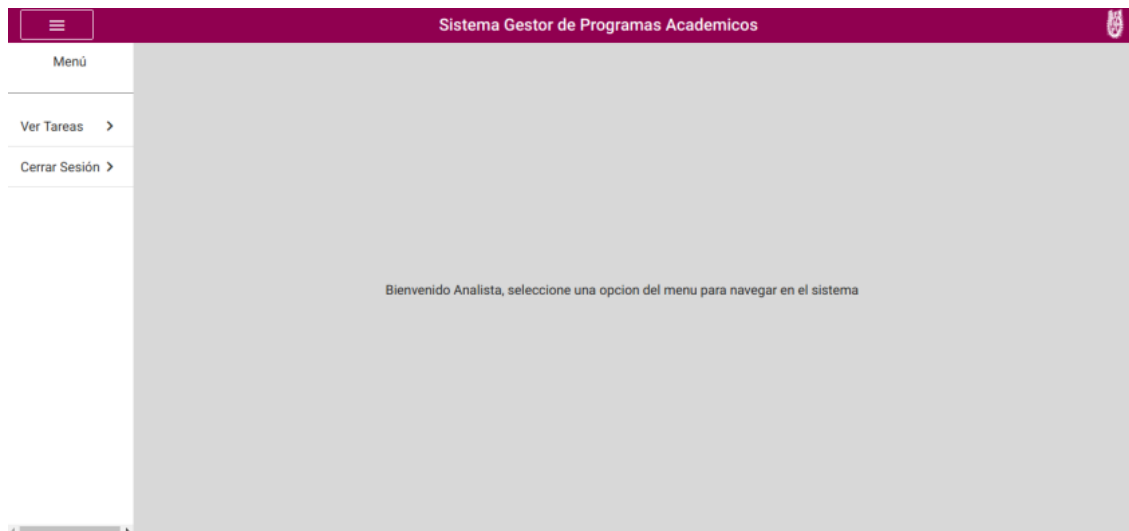 Sistema Gestor de Programas Academicos
Menú
Ver Tareas
Cerrar Sesión
Bienvenido Analista, seleccione una opcion del menu para navegar en el sistema